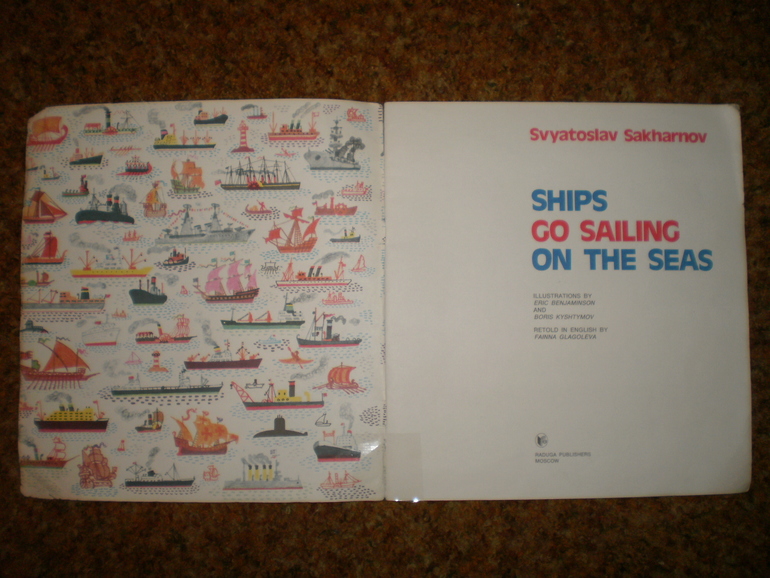 Svyatoslav Sakharnov
SHIPS
GO SAILING
ON THE SEAS
ILLUSTRATIONS BY
ERIC BENJAMINSON
AND
BORIS KYSHTYMOV
RETOLD IN ENGLISH BY
FAINNA GLAGOLEVA
RADUGA PUBLISHERS
MOSCOW